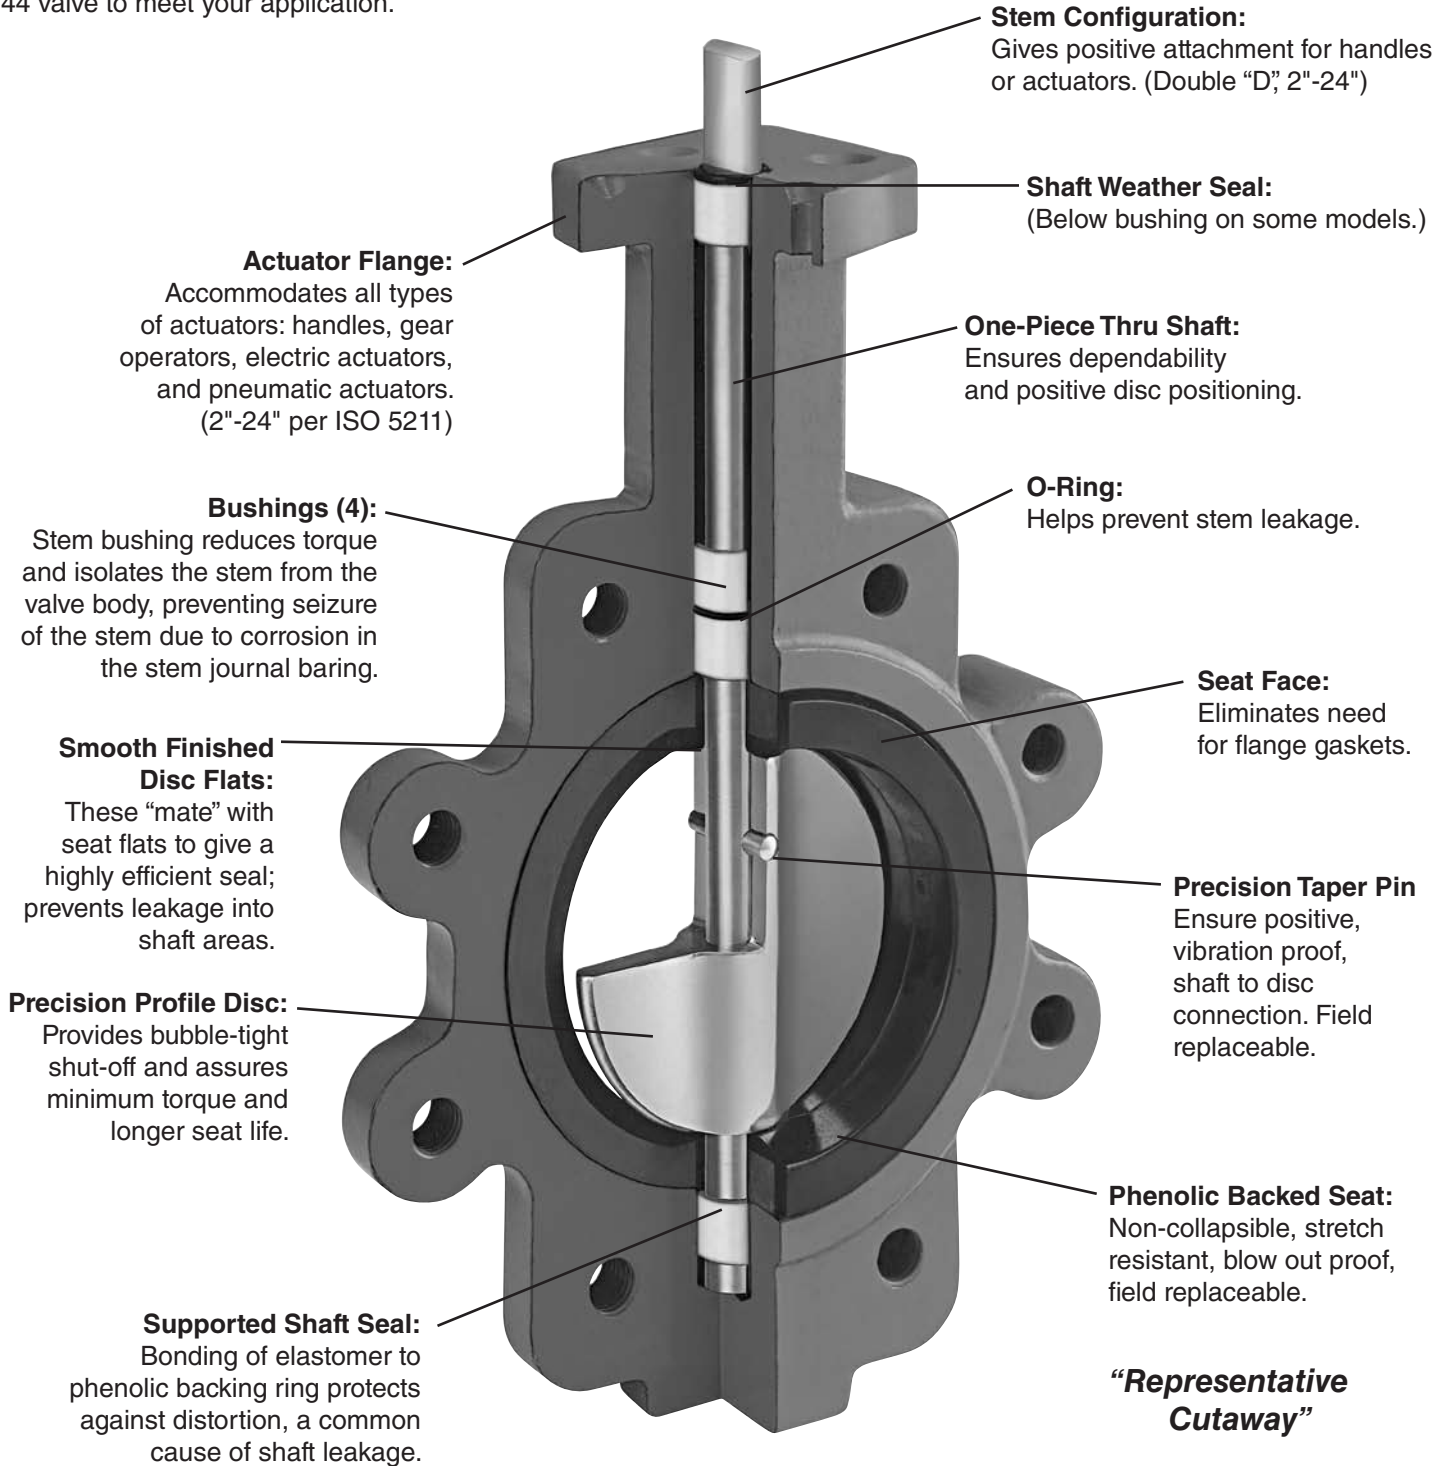 44 valve to meet your application.
Stem Configuration:
Gives positive attachment for handles
or actuators. (Double “D”, 2"-24")
Shaft Weather Seal:
(Below bushing on some models.)
Actuator Flange:
Accommodates all types
of actuators: handles, gear
operators, electric actuators,
and pneumatic actuators.
(2"-24" per ISO 5211)
One-Piece Thru Shaft:
Ensures dependability
and positive disc positioning.
Bushings (4):
Stem bushing reduces torque
and isolates the stem from the
valve body, preventing seizure
of the stem due to corrosion in
the stem journal baring.
O-Ring:
Helps prevent stem leakage.
Seat Face:
Eliminates need
for flange gaskets.
Smooth Finished
Disc Flats:
These “mate” with
seat flats to give a
highly efficient seal;
prevents leakage into
shaft areas.
Precision Taper Pin
Ensure positive,
vibration proof,
shaft to disc
connection. Field
replaceable.
Precision Profile Disc:
Provides bubble-tight
shut-off and assures
minimum torque and
longer seat life.
Phenolic Backed Seat:
Non-collapsible, stretch
resistant, blow out proof,
field replaceable.
Supported Shaft Seal:
Bonding of elastomer to
phenolic backing ring protects
against distortion, a common
cause of shaft leakage.
“Representative
Cutaway”